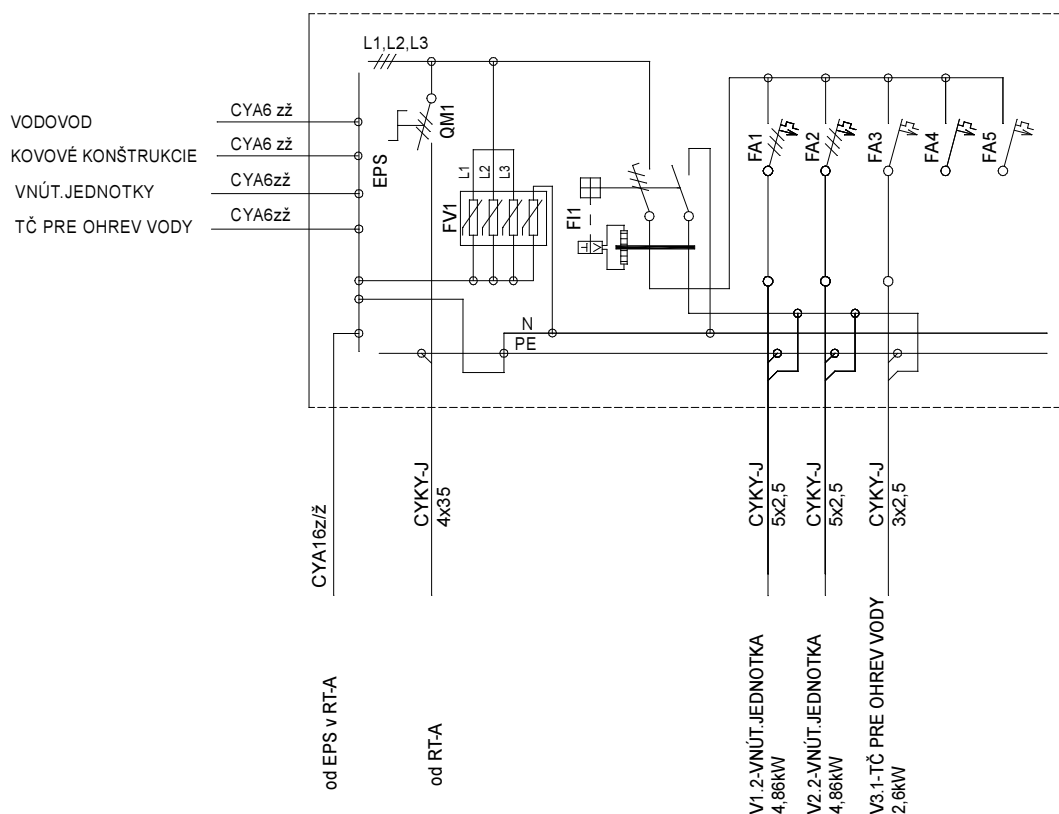 L1,L2,L3
VODOVOD
CYA6 zž
KOVOVÉ KONŠTRUKCIE
CYA6 zž
VNÚT.JEDNOTKY
CYA6zž
TČ PRE OHREV VODY
CYA6zž
EPS
QM1
L1
L2
L3
FV1
FI1
FA1
FA2
FA3
FA4
FA5
N
PE
CYA16z/ž
CYKY-J
4x35
CYKY-J
5x2,5
CYKY-J
5x2,5
CYKY-J
3x2,5
od EPS v RT-A
od RT-A
V1.2-VNÚT.JEDNOTKA
4,86kW
V2.2-VNÚT.JEDNOTKA
4,86kW
V3.1-TČ PRE OHREV VODY
2,6kW